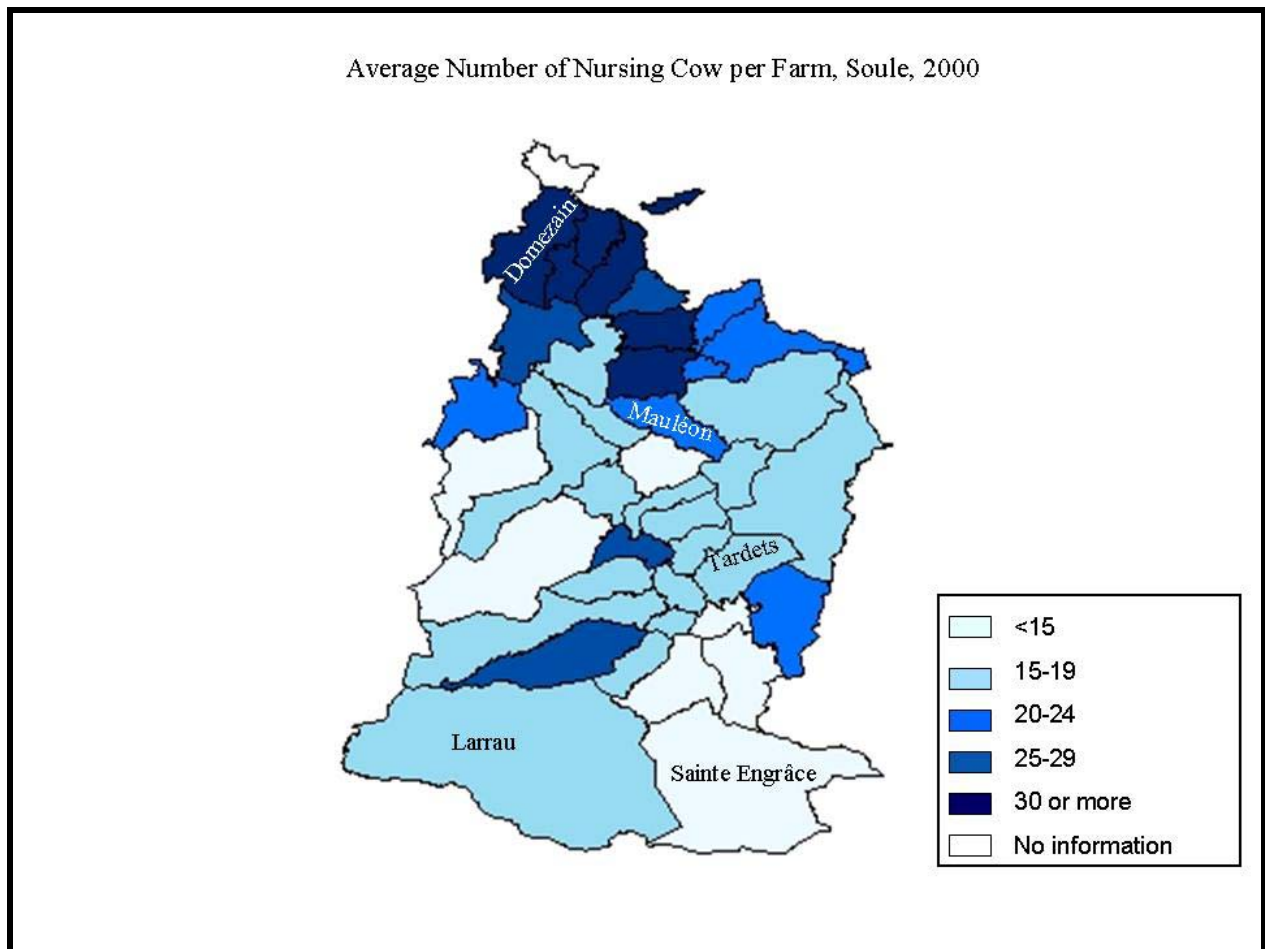 Average Number of Nursing Cow per Farm, Soule, 2000
Domezain
Mauléon
Tardets
Larrau
Sainte Engrâce
<15
15-19
20-24
25-29
30 or more
No information